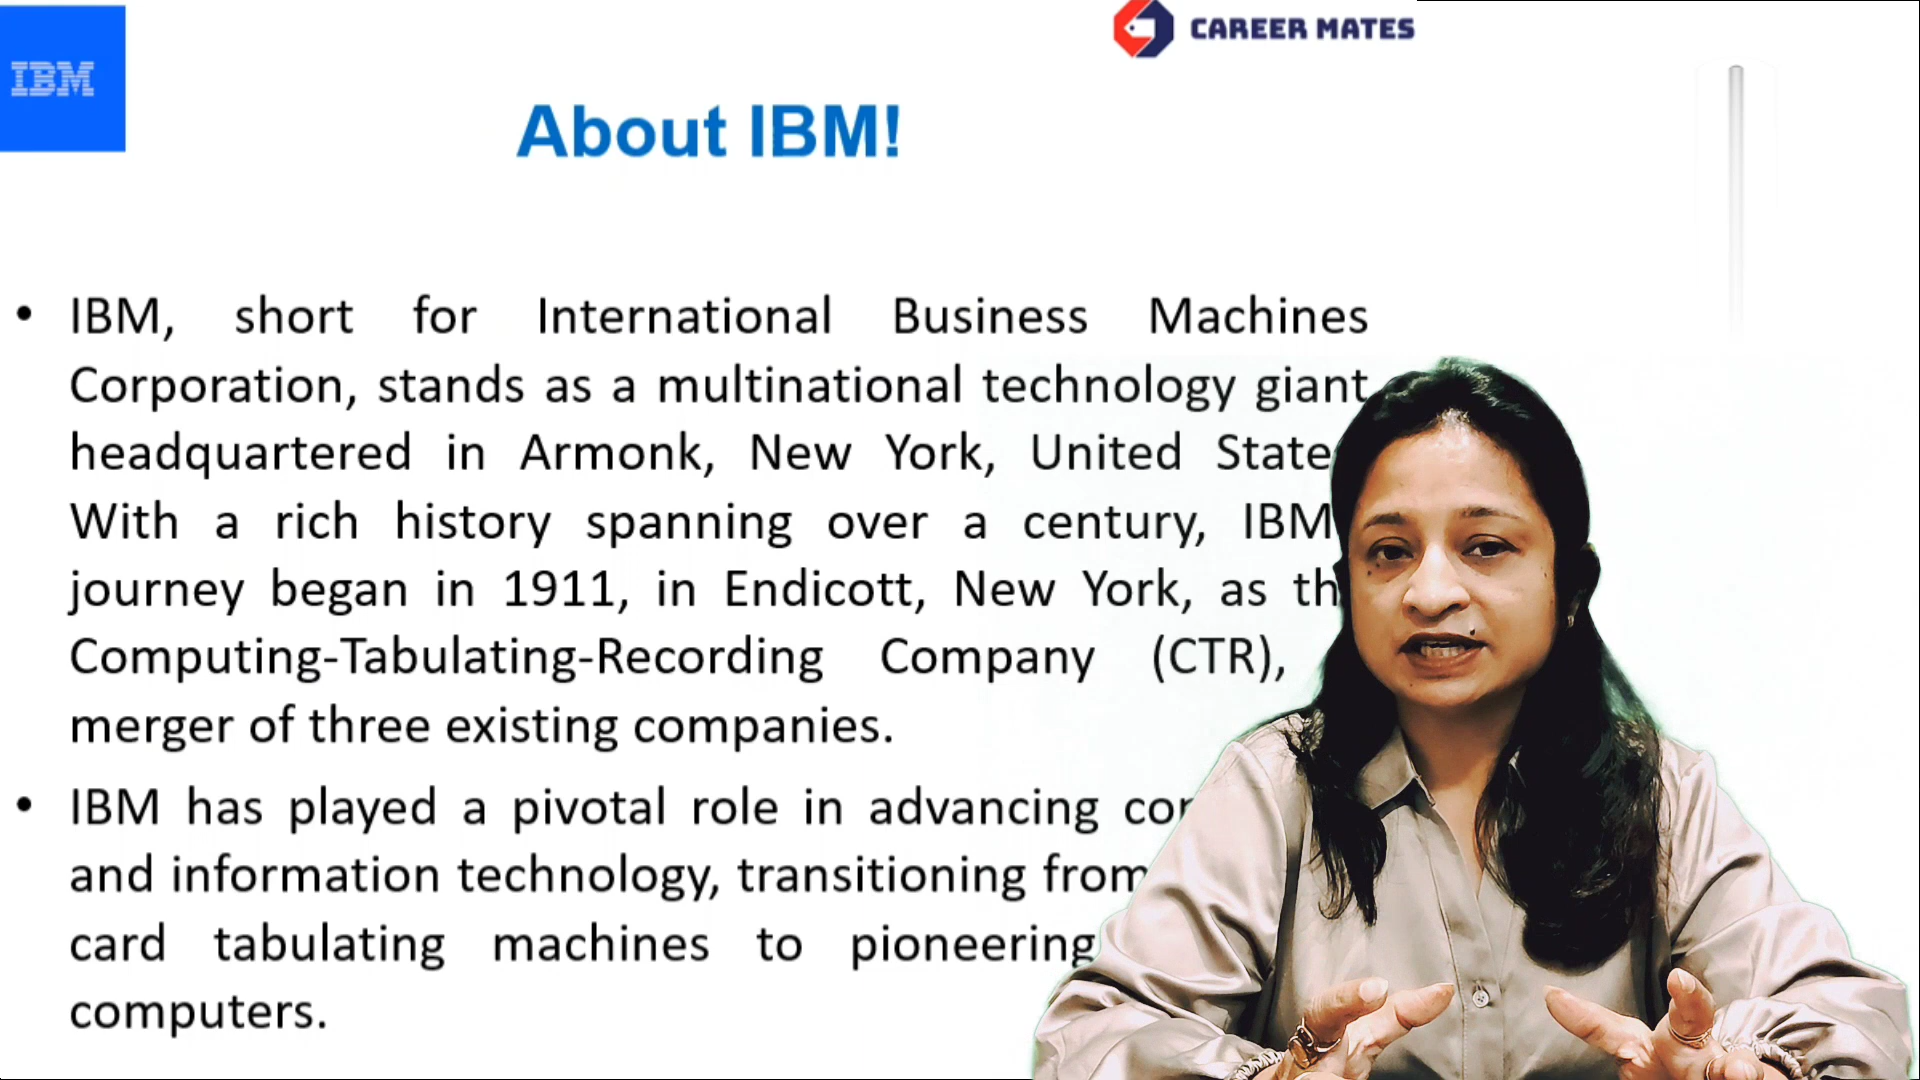 IBM
CAREER MATES
About IBM!
• IBM, short for International Business Machines
Corporation, stands as a multinational technology giant
headquartered in Armonk, New York, United
With a rich history spanning over a century, IBM
journey began in 1911, in Endicott, New York, as
Computing-Tabulating-Recording Company (CTR),
merger of three existing companies.
• IBM has played a pivotal role in advancing
and information technology, transitioning from
card tabulating machines to pioneering
computers.